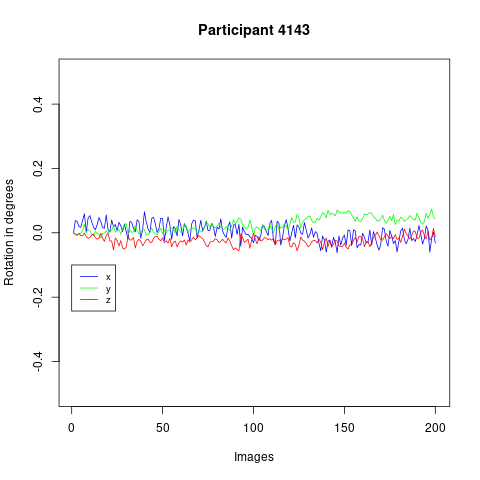 Participant 4143
Rotation in degrees
0.4
0.2
0.0
-0.2
-0.4
x
y
z
0 50 100 150 200
Images